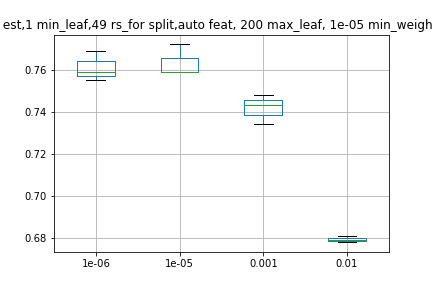 est,1 min_leaf,49 rs_for split,auto feat, 200 max_leaf, 1e-05 min_weigh
0.76
0.74
0.72
0.70
0.68
1e-06 1e-05 0.001 0.01